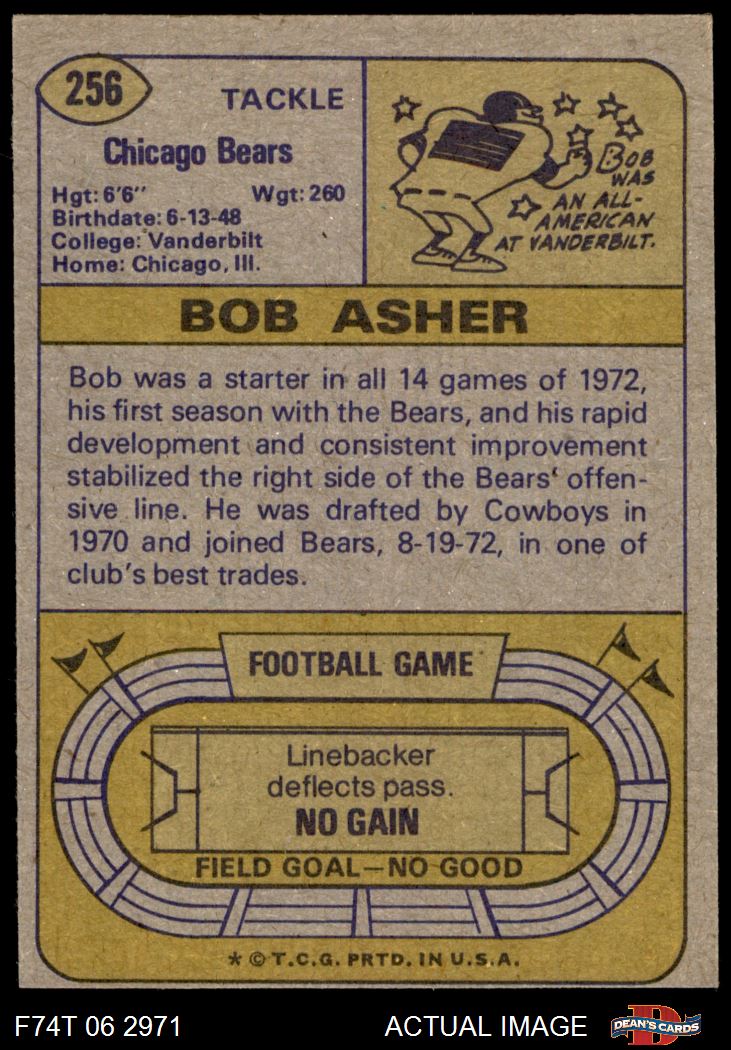 256
TACKLE
Chicago Bears
Hgt: 6'6" Wgt: 260
Birthdate: 6-13-48
College: Vanderbilt
Home: Chicago, Ill.
BOB
WAS
AN ALL-
AMERICAN
AT VANDERBILT.
BOB ASHER
Bob was a starter in all 14 games of 1972,
his first season with the Bears, and his rapid
development and consistent improvement
stabilized the right side of the Bears' offen-
sive line. He was drafted by Cowboys in
1970 and joined Bears, 8-19-72, in one of
club's best trades.
FOOTBALL GAME
Linebacker
deflects pass.
NO GAIN
FIELD GOAL—NO GOOD
* © T.C.G. PRTD. IN U.S.A.
F74T 06 2971 ACTUAL IMAGE
D
DEAN'S CARDS